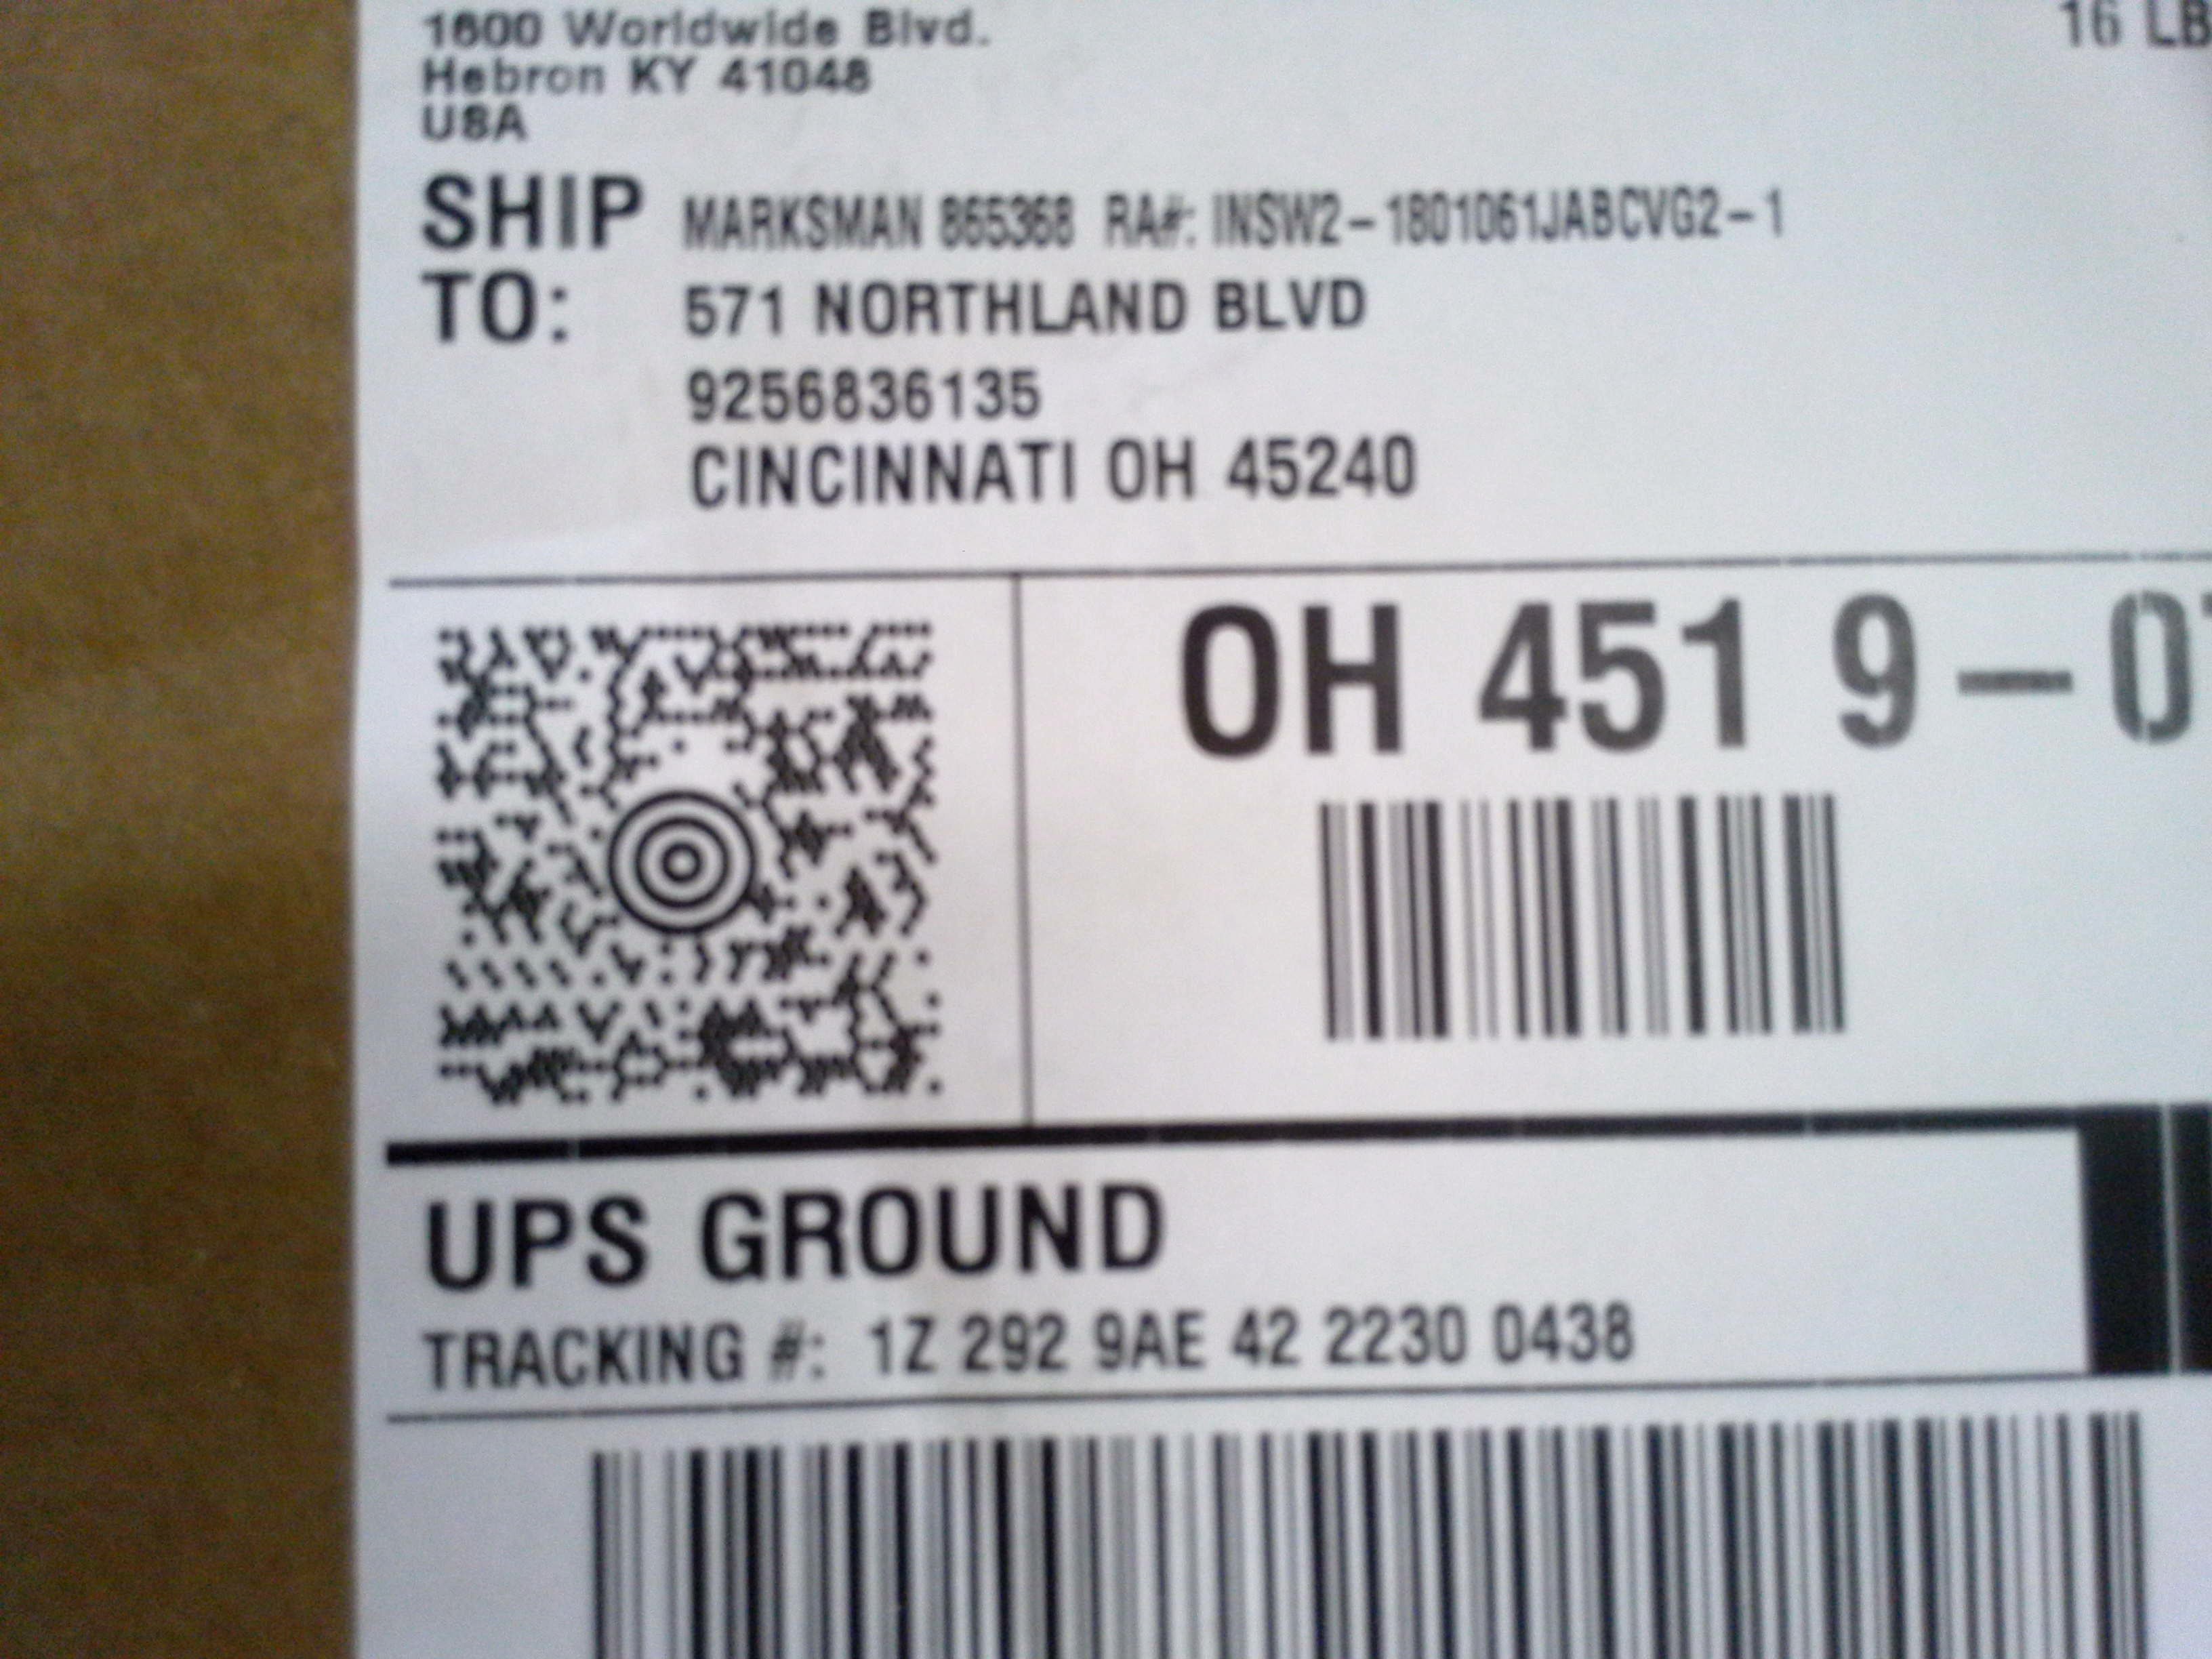 1600 Worldwide Blvd.
16 LB
Hebron KY 41048
USA
SHIP TO:
MARKSMAN 865368 RA#: INSW2-1801061JABCVG2-1
571 NORTHLAND BLVD
9256836135
CINCINNATI OH 45240
OH 451 9-0
UPS GROUND
TRACKING #: 1Z 292 9AE 42 2230 0438